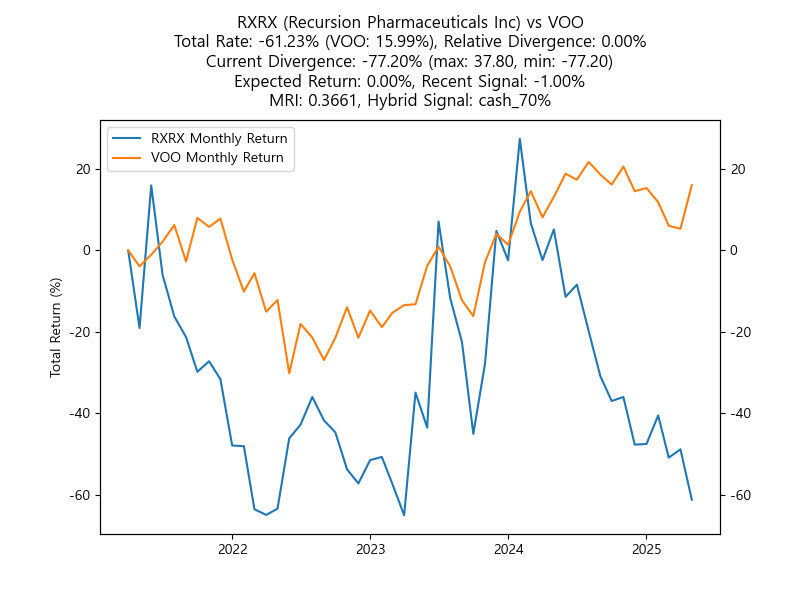 RXRX (Recursion Pharmaceuticals Inc) vs VOO
Total Rate: -61.23% (VOO: 15.99%), Relative Divergence: 0.00%
Current Divergence: -77.20% (max: 37.80, min: -77.20)
Expected Return: 0.00%, Recent Signal: -1.00%
MRI: 0.3661, Hybrid Signal: cash_70%
RXRX Monthly Return
VOO Monthly Return
Total Return (%)
20
0
-20
-40
-60
20
0
-20
-40
-60
2022
2023
2024
2025